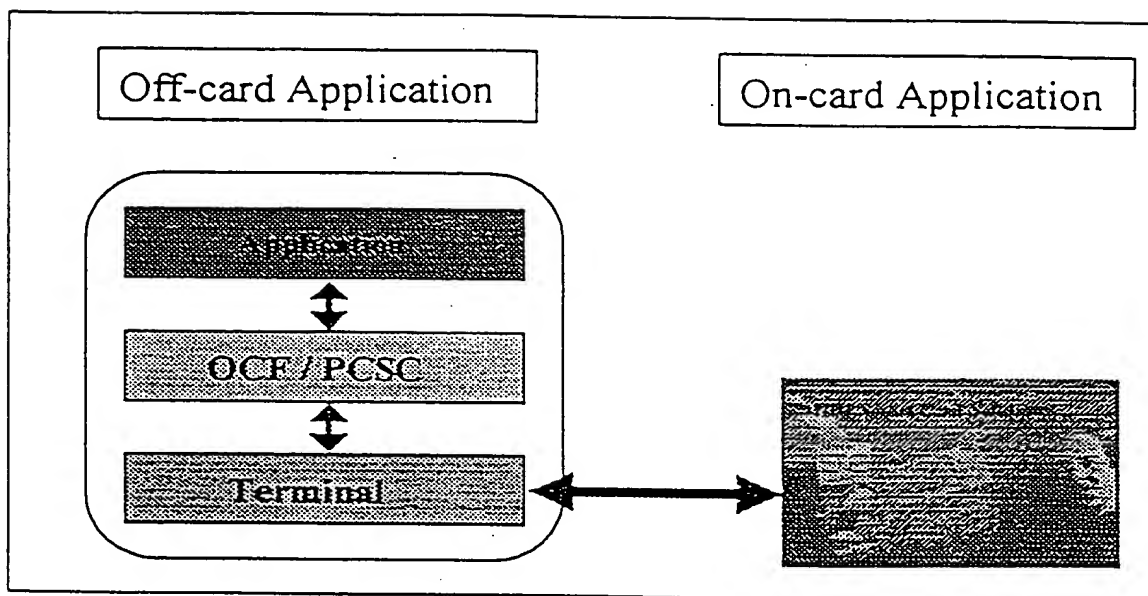 Off-card Application
On-card Application
Application
OCF / PCSC
Terminal